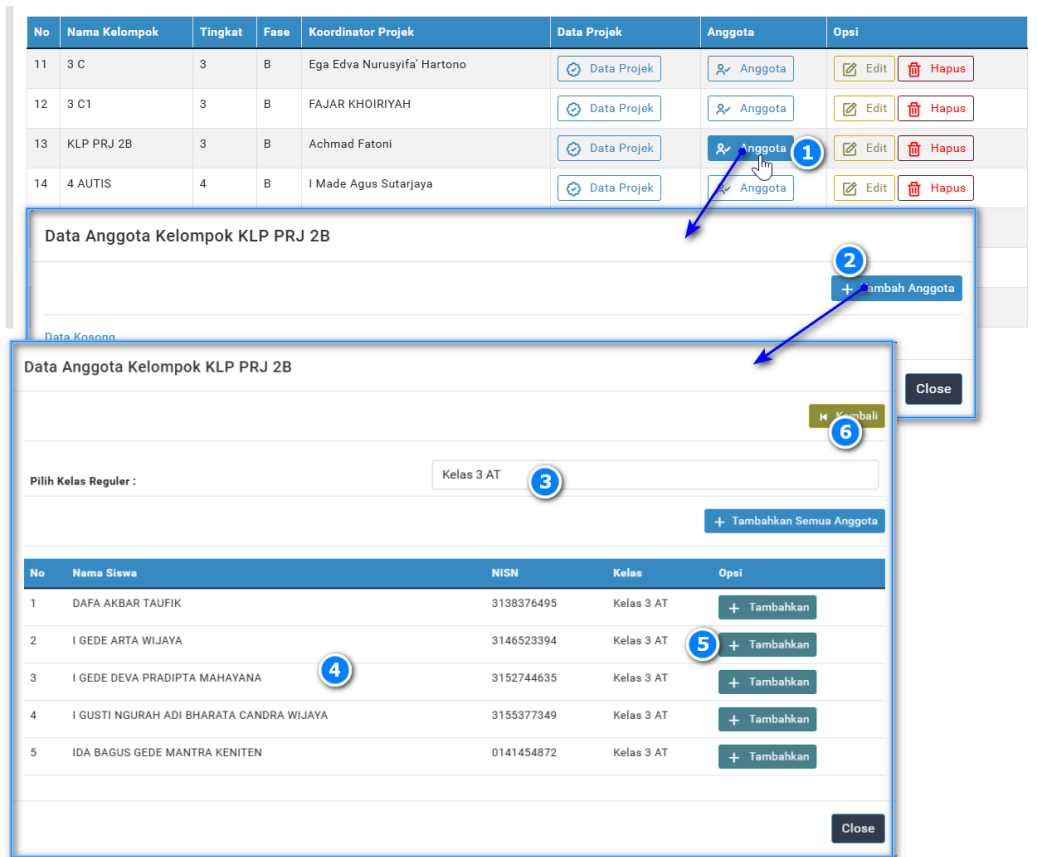 No Nama Kelompok Tingkat Fase Koordinator Projek Data Projek Anggota Opsi
11 3 C 3 B Ega Edva Nurusyifa' Hartono Data Projek Anggota Edit Hapus
12 3 C1 3 B FAJAR KHOIRIYAH Data Projek Anggota Edit Hapus
13 KLP PRJ 2B 3 B Achmad Fatoni Data Projek Anggota 1 Edit Hapus
14 4 AUTIS 4 B I Made Agus Sutarjaya Data Projek Anggota Edit Hapus
Data Anggota Kelompok KLP PRJ 2B
2
+ Tambah Anggota
Data Kosong
Close
Data Anggota Kelompok KLP PRJ 2B
Kembali
6
Pilih Kelas Reguler : Kelas 3 AT 3
+ Tambahkan Semua Anggota
No Nama Siswa NISN Kelas Opsi
1 DAFA AKBAR TAUFIK 3138376495 Kelas 3 AT + Tambahkan
2 I GEDE ARTA WIJAYA 3146523394 Kelas 3 AT 5 + Tambahkan
3 I GEDE DEVA PRADIPTA MAHAYANA 4 3152744635 Kelas 3 AT + Tambahkan
4 I GUSTI NGURAH ADI BHARATA CANDRA WIJAYA 3155377349 Kelas 3 AT + Tambahkan
5 IDA BAGUS GEDE MANTRA KENITEN 0141454872 Kelas 3 AT + Tambahkan
Close